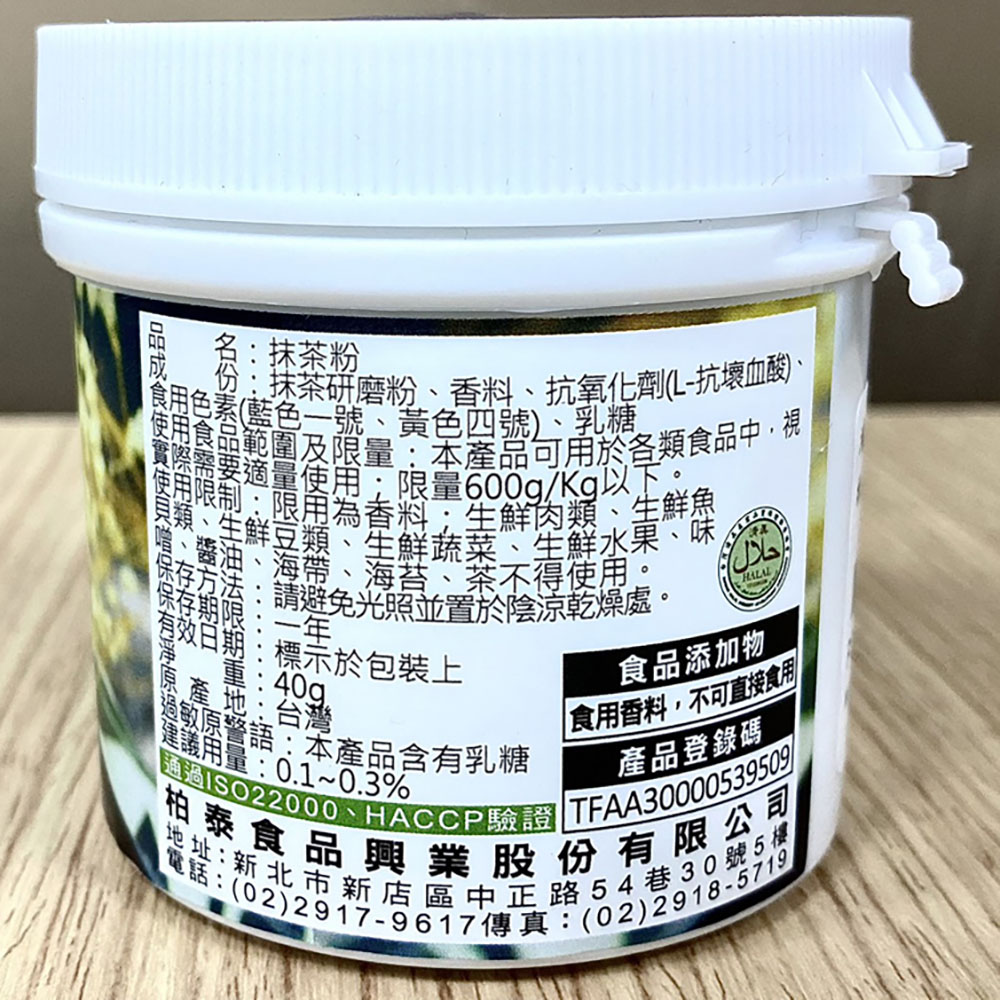 品名：抹茶粉
成份：抹茶研磨粉、香料、抗氧化劑(L-抗壞血酸)、
食用色素(藍色一號、黃色四號)、乳糖
使用食品範圍及限量：本產品可用於各類食品中，視
實際需要適量使用；限量600g/Kg以下。
使用限制：限用為香料；生鮮肉類、生鮮魚
貝類、生鮮豆類、生鮮蔬菜、生鮮水果、味
噌、醬油、海帶、海苔、茶不得使用。
保存方法：請避免光照並置於陰涼乾燥處。
保存期限：一年
有效日期：標示於包裝上
淨重：40g
原產地：台灣
過敏原警語：本產品含有乳糖
建議用量：0.1~0.3%
通過ISO22000、HACCP驗證
清真
حلال
HALAL
食品添加物
食用香料，不可直接食用
產品登錄碼
TFAA30000539509
柏泰食品興業股份有限公司
地址：新北市新店區中正路54巷30號5樓
電話：(02)2917-9617傳真：(02)2918-5719